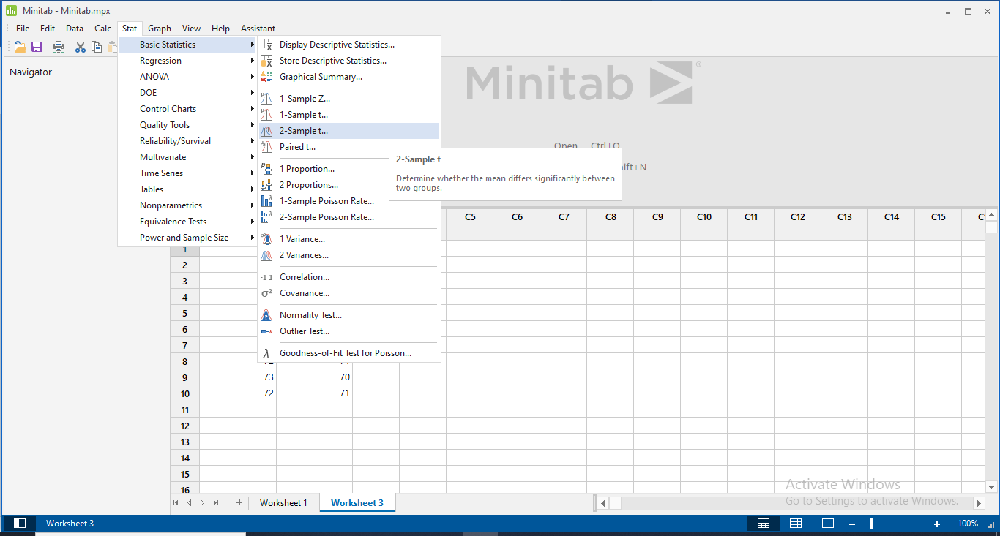 Minitab - Minitab.mpx
File Edit Data Calc Stat Graph View Help Assistant
Navigator
Basic Statistics
Regression
ANOVA
DOE
Control Charts
Quality Tools
Reliability/Survival
Multivariate
Time Series
Tables
Nonparametrics
Equivalence Tests
Power and Sample Size
Display Descriptive Statistics...
Store Descriptive Statistics...
Graphical Summary...
1-Sample Z...
1-Sample t...
2-Sample t...
Paired t...
1 Proportion...
2 Proportions...
1-Sample Poisson Rate...
2-Sample Poisson Rate...
1 Variance...
2 Variances...
Correlation...
Covariance...
Normality Test...
Outlier Test...
Goodness-of-Fit Test for Poisson...
2-Sample t
Determine whether the mean differs significantly between
two groups.
Minitab ®
Open Ctrl+O
ift+N
C5 C6 C7 C8 C9 C10 C11 C12 C13 C14 C15
1
2
3
4
5
6
7
8
9 73 70
10 72 71
11
12
13
14
15
16
Activate Windows
Go to Settings to activate Windows.
Worksheet 1 Worksheet 3
Worksheet 3 100%